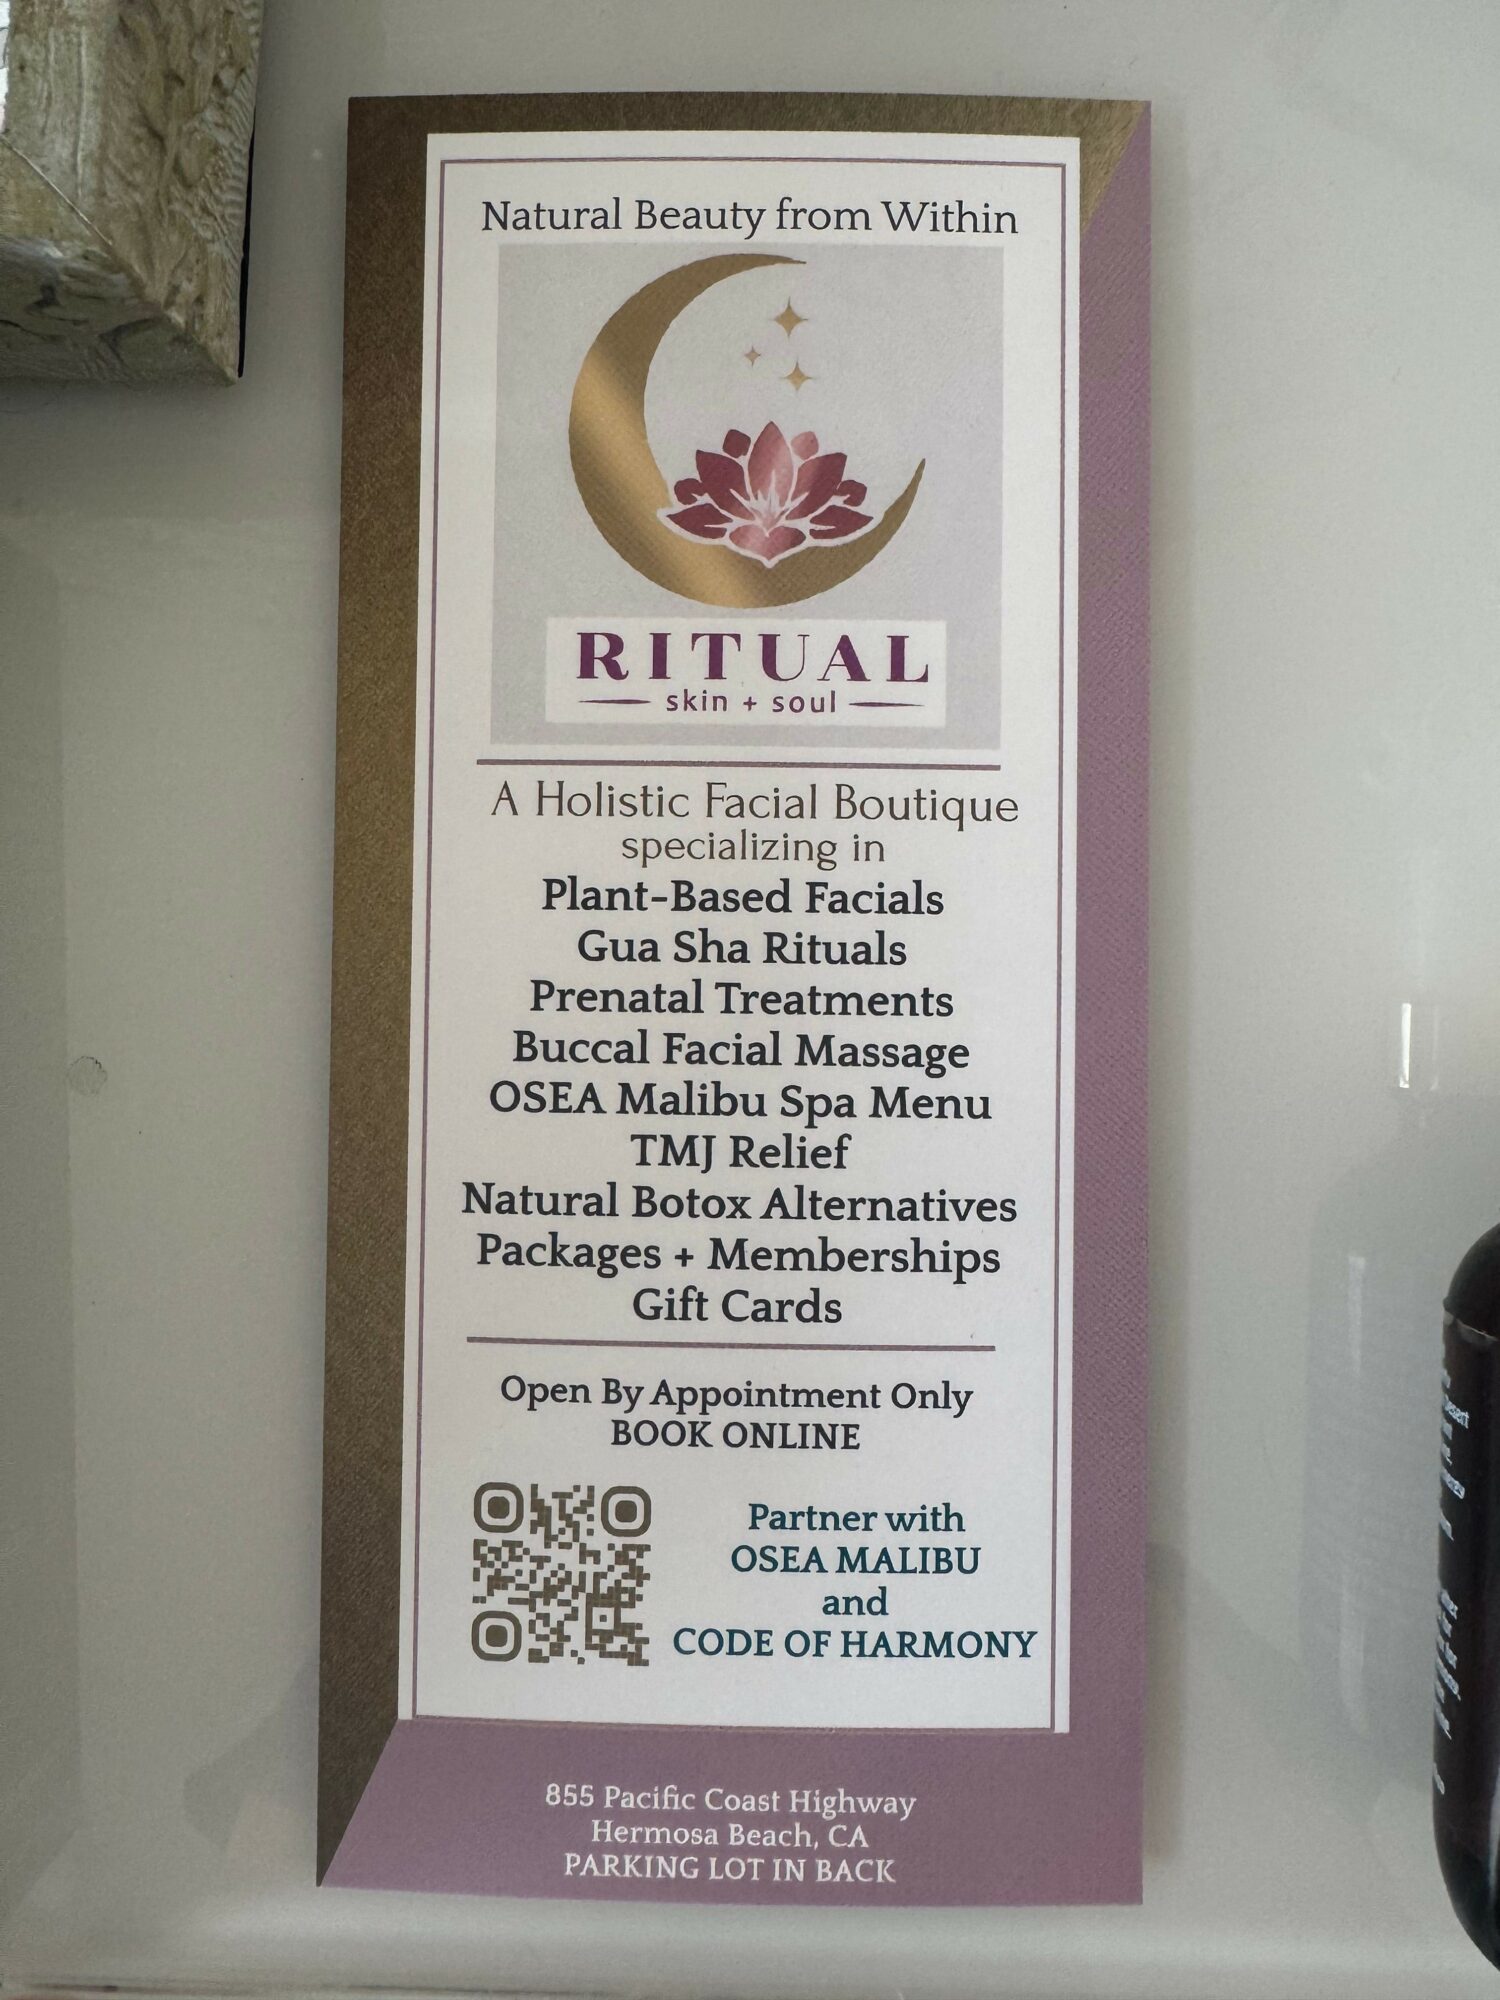 Natural Beauty from Within
RITUAL
skin + soul
A Holistic Facial Boutique
specializing in
Plant-Based Facials
Gua Sha Rituals
Prenatal Treatments
Buccal Facial Massage
OSEA Malibu Spa Menu
TMJ Relief
Natural Botox Alternatives
Packages + Memberships
Gift Cards
Open By Appointment Only
BOOK ONLINE
Partner with
OSEA MALIBU
and
CODE OF HARMONY
855 Pacific Coast Highway
Hermosa Beach, CA
PARKING LOT IN BACK